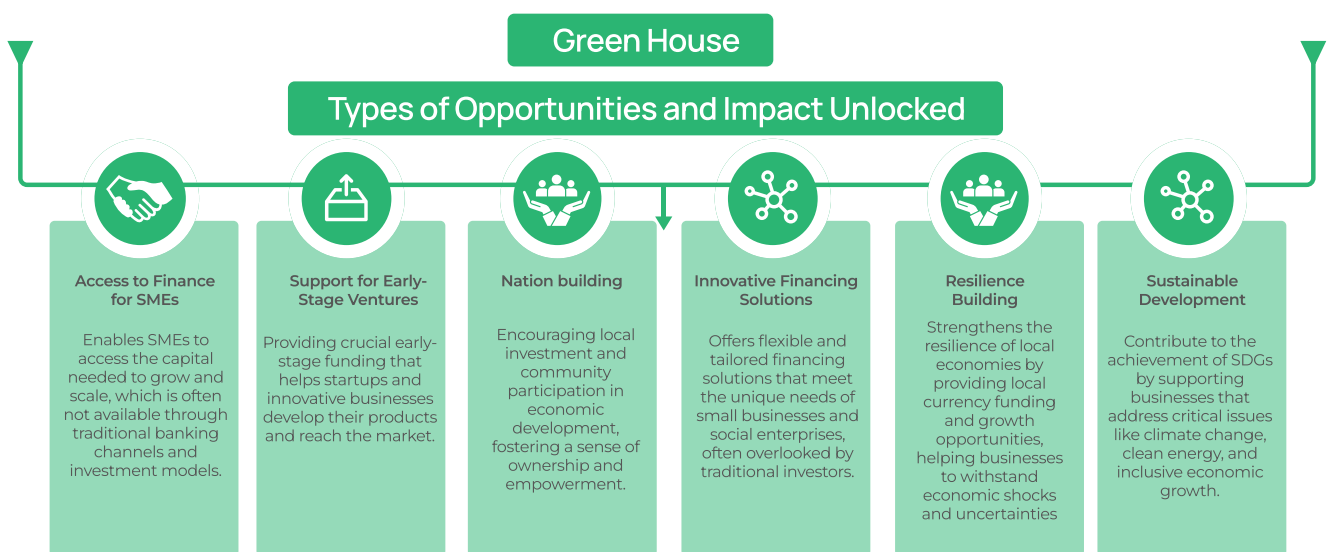 Green House
Types of Opportunities and Impact Unlocked
Access to Finance
for SMEs
Enables SMEs to
access the capital
needed to grow and
scale, which is often
not available through
traditional banking
channels and
investment models.
Support for Early-
Stage Ventures
Providing crucial early-
stage funding that
helps startups and
innovative businesses
develop their products
and reach the market.
Nation building
Encouraging local
investment and
community
participation in
economic
development,
fostering a sense of
ownership and
empowerment.
Innovative Financing
Solutions
Offers flexible and
tailored financing
solutions that meet
the unique needs of
small businesses and
social enterprises,
often overlooked by
traditional investors.
Resilience
Building
Strengthens the
resilience of local
economies by
providing local
currency funding
and growth
opportunities,
helping businesses
to withstand
economic shocks
and uncertainties
Sustainable
Development
Contribute to the
achievement of SDGs
by supporting
businesses that
address critical issues
like climate change,
clean energy, and
inclusive economic
growth.